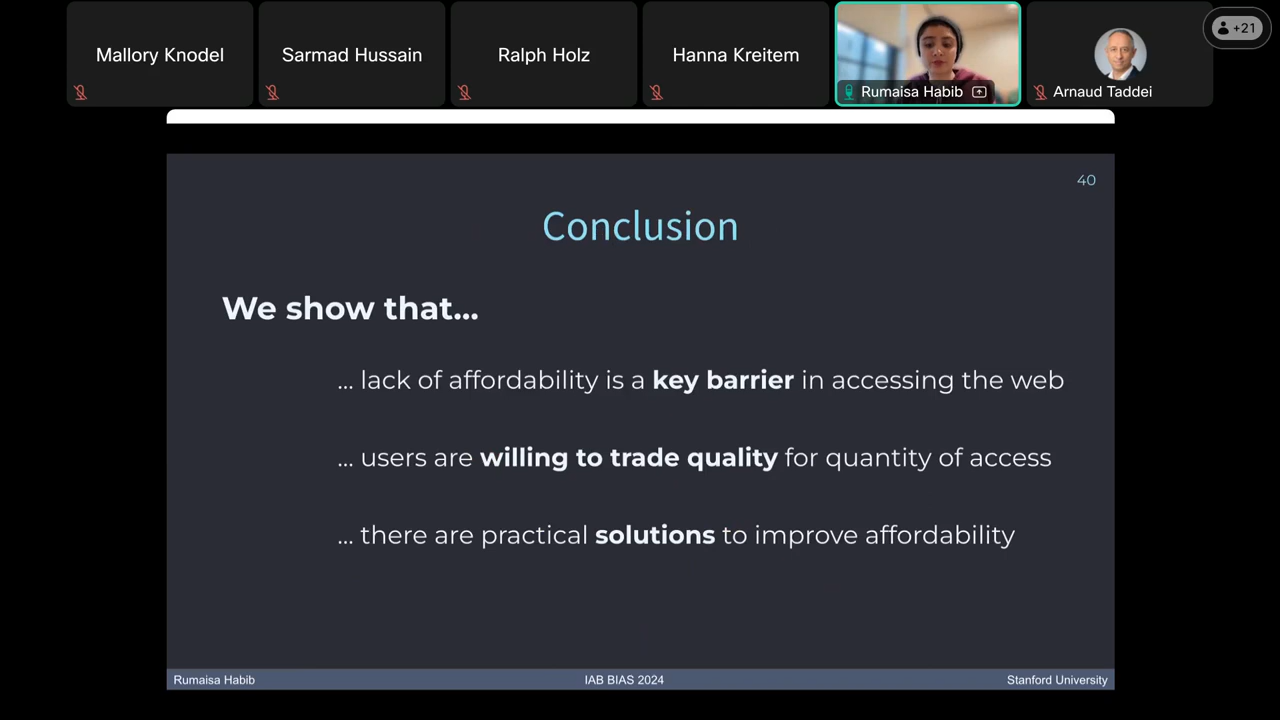 Mallory Knodel
Sarmad Hussain
Ralph Holz
Hanna Kreitem
Rumaisa Habib
Arnaud Taddei
+21
40
Conclusion
We show that...
... lack of affordability is a key barrier in accessing the web
... users are willing to trade quality for quantity of access
... there are practical solutions to improve affordability
Rumaisa Habib
IAB BIAS 2024
Stanford University